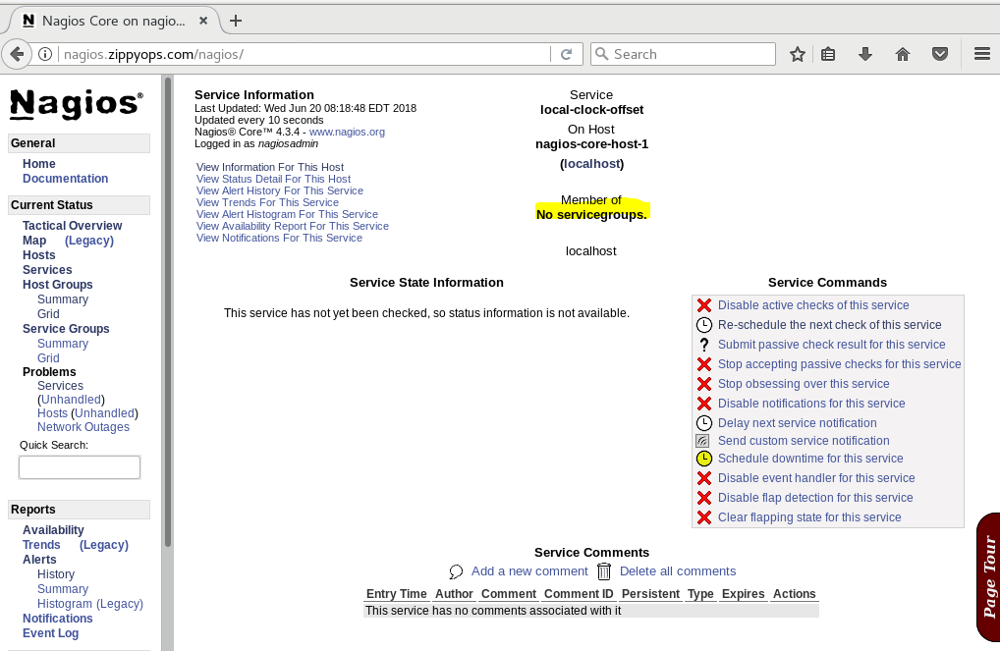 Nagios Core on nagio...
nagios.zippyops.com/nagios/
Search
Nagios®
General
Home
Documentation
Current Status
Tactical Overview
Map (Legacy)
Hosts
Services
Host Groups
Summary
Grid
Service Groups
Summary
Grid
Problems
Services
(Unhandled)
Hosts (Unhandled)
Network Outages
Quick Search:
Reports
Availability
Trends (Legacy)
Alerts
History
Summary
Histogram (Legacy)
Notifications
Event Log
Service Information
Last Updated: Wed Jun 20 08:18:48 EDT 2018
Updated every 10 seconds
Nagios® Core™ 4.3.4 - www.nagios.org
Logged in as nagiosadmin
View Information For This Host
View Status Detail For This Host
View Alert History For This Service
View Trends For This Service
View Alert Histogram For This Service
View Availability Report For This Service
View Notifications For This Service
Service
local-clock-offset
On Host
nagios-core-host-1
(localhost)
Member of
No servicegroups.
localhost
Service State Information
This service has not yet been checked, so status information is not available.
Service Commands
Disable active checks of this service
Re-schedule the next check of this service
Submit passive check result for this service
Stop accepting passive checks for this service
Stop obsessing over this service
Disable notifications for this service
Delay next service notification
Send custom service notification
Schedule downtime for this service
Disable event handler for this service
Disable flap detection for this service
Clear flapping state for this service
Service Comments
Add a new comment Delete all comments
Entry Time Author Comment Comment ID Persistent Type Expires Actions
This service has no comments associated with it
Page Tour